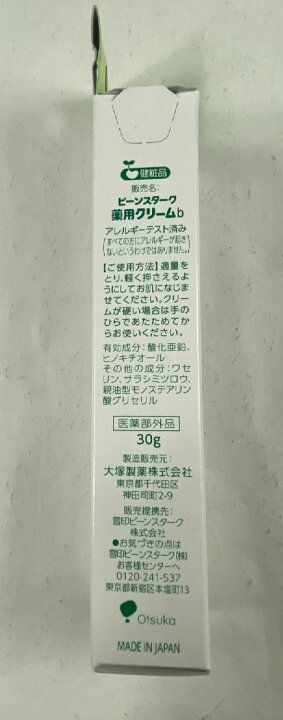 健粧品
販売名:
ビーンスターク
薬用クリームb
アレルギーテスト済み
(すべての方にアレルギーが起き
ないというわけではありません。)
【ご使用方法】適量を
とり、軽く押さえるよ
うにしてお肌になじま
せてください。クリー
ムが硬い場合は手の
ひらであたためてか
らお使いください。
有効成分:酸化亜鉛、
ヒノキチオール
その他の成分:ワセ
リン、サラシミツロウ、
親油型モノステアリン
酸グリセリル
医薬部外品
30g
製造販売元:
大塚製薬株式会社
東京都千代田区
神田司町2-9
販売提携先:
雪印ビーンスターク
株式会社
●お気づきの点は
雪印ビーンスターク(株)
お客様センターへ
0120-241-537
東京都新宿区本塩町13
Otsuka
MADE IN JAPAN